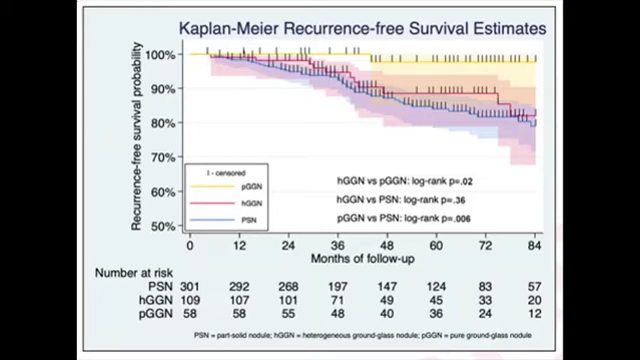 Kaplan-Meier Recurrence-free Survival Estimates
Recurrence-free survival probability
100%
90%
80%
70%
60%
50%
I - censored
pGGN
hGGN
PSN
hGGN vs pGGN: log-rank p=.02
hGGN vs PSN: log-rank p=.36
pGGN vs PSN: log-rank p=.006
0 12 24 36 48 60 72 84
Months of follow-up
Number at risk
PSN 301 292 268 197 147 124 83 57
hGGN 109 107 101 71 49 45 33 20
pGGN 58 58 55 48 40 36 24 12
PSN = part-solid nodule; hGGN = heterogeneous ground-glass nodule; pGGN = pure ground-glass nodule